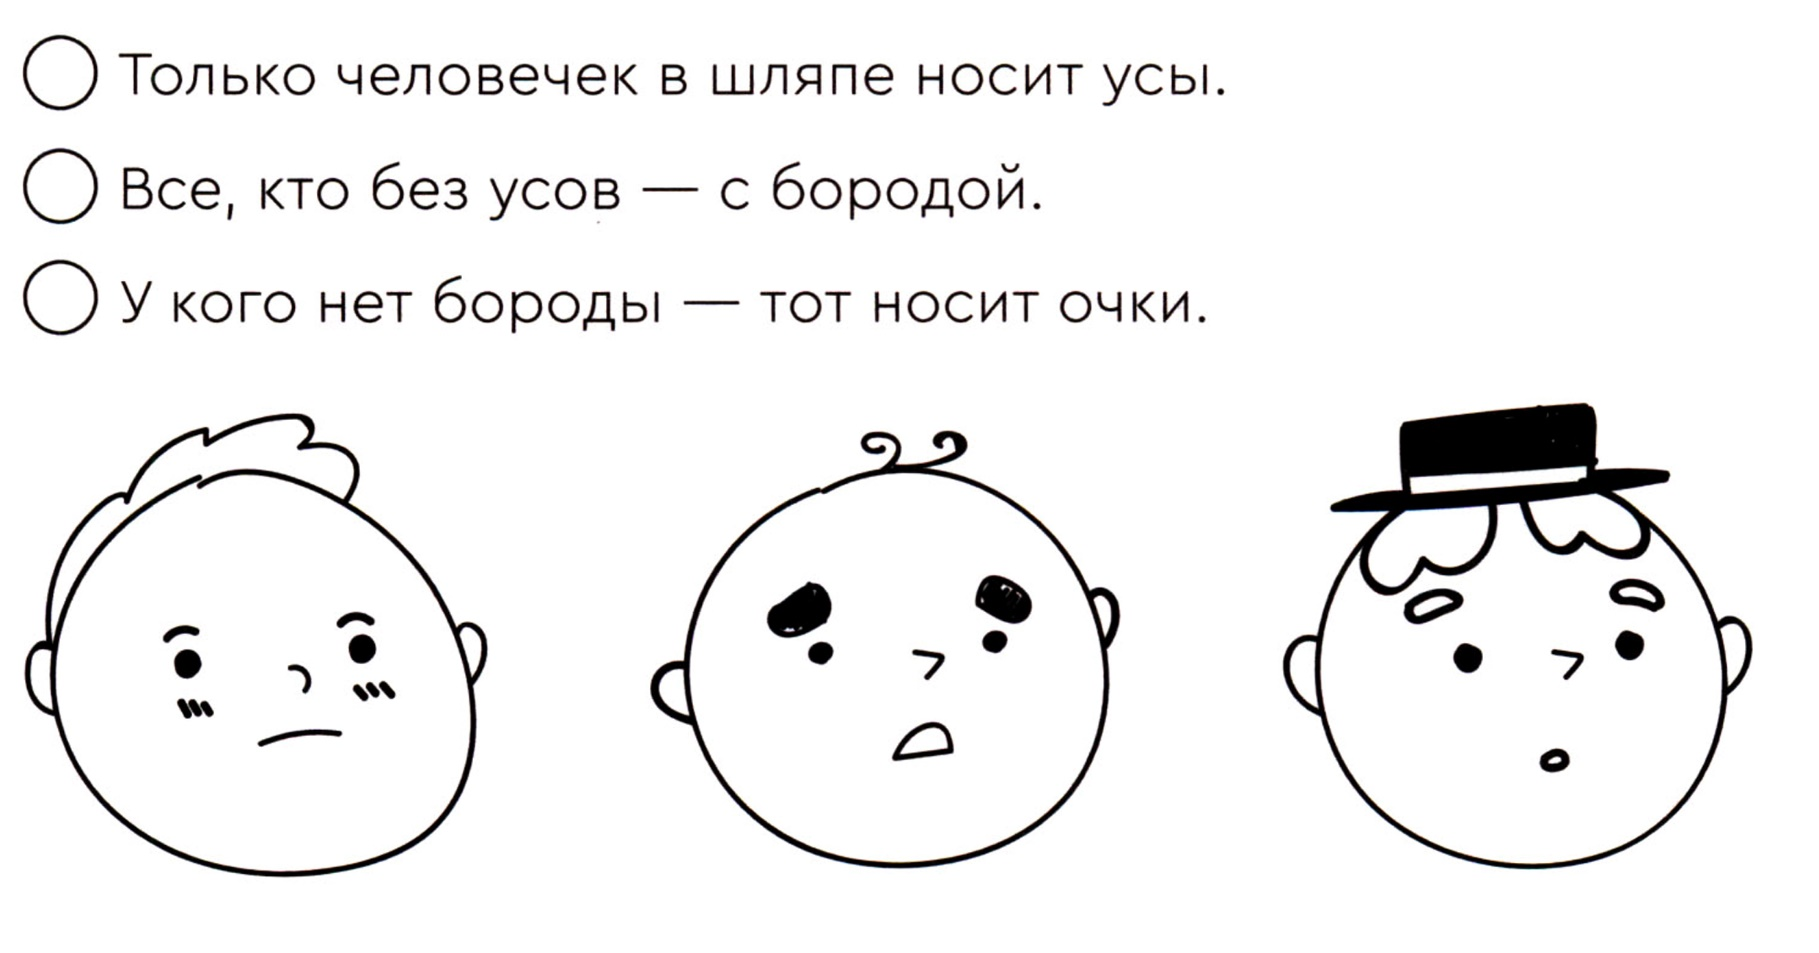 Только человечек в шляпе носит усы.
Все, кто без усов — с бородой.
У кого нет бороды — тот носит очки.